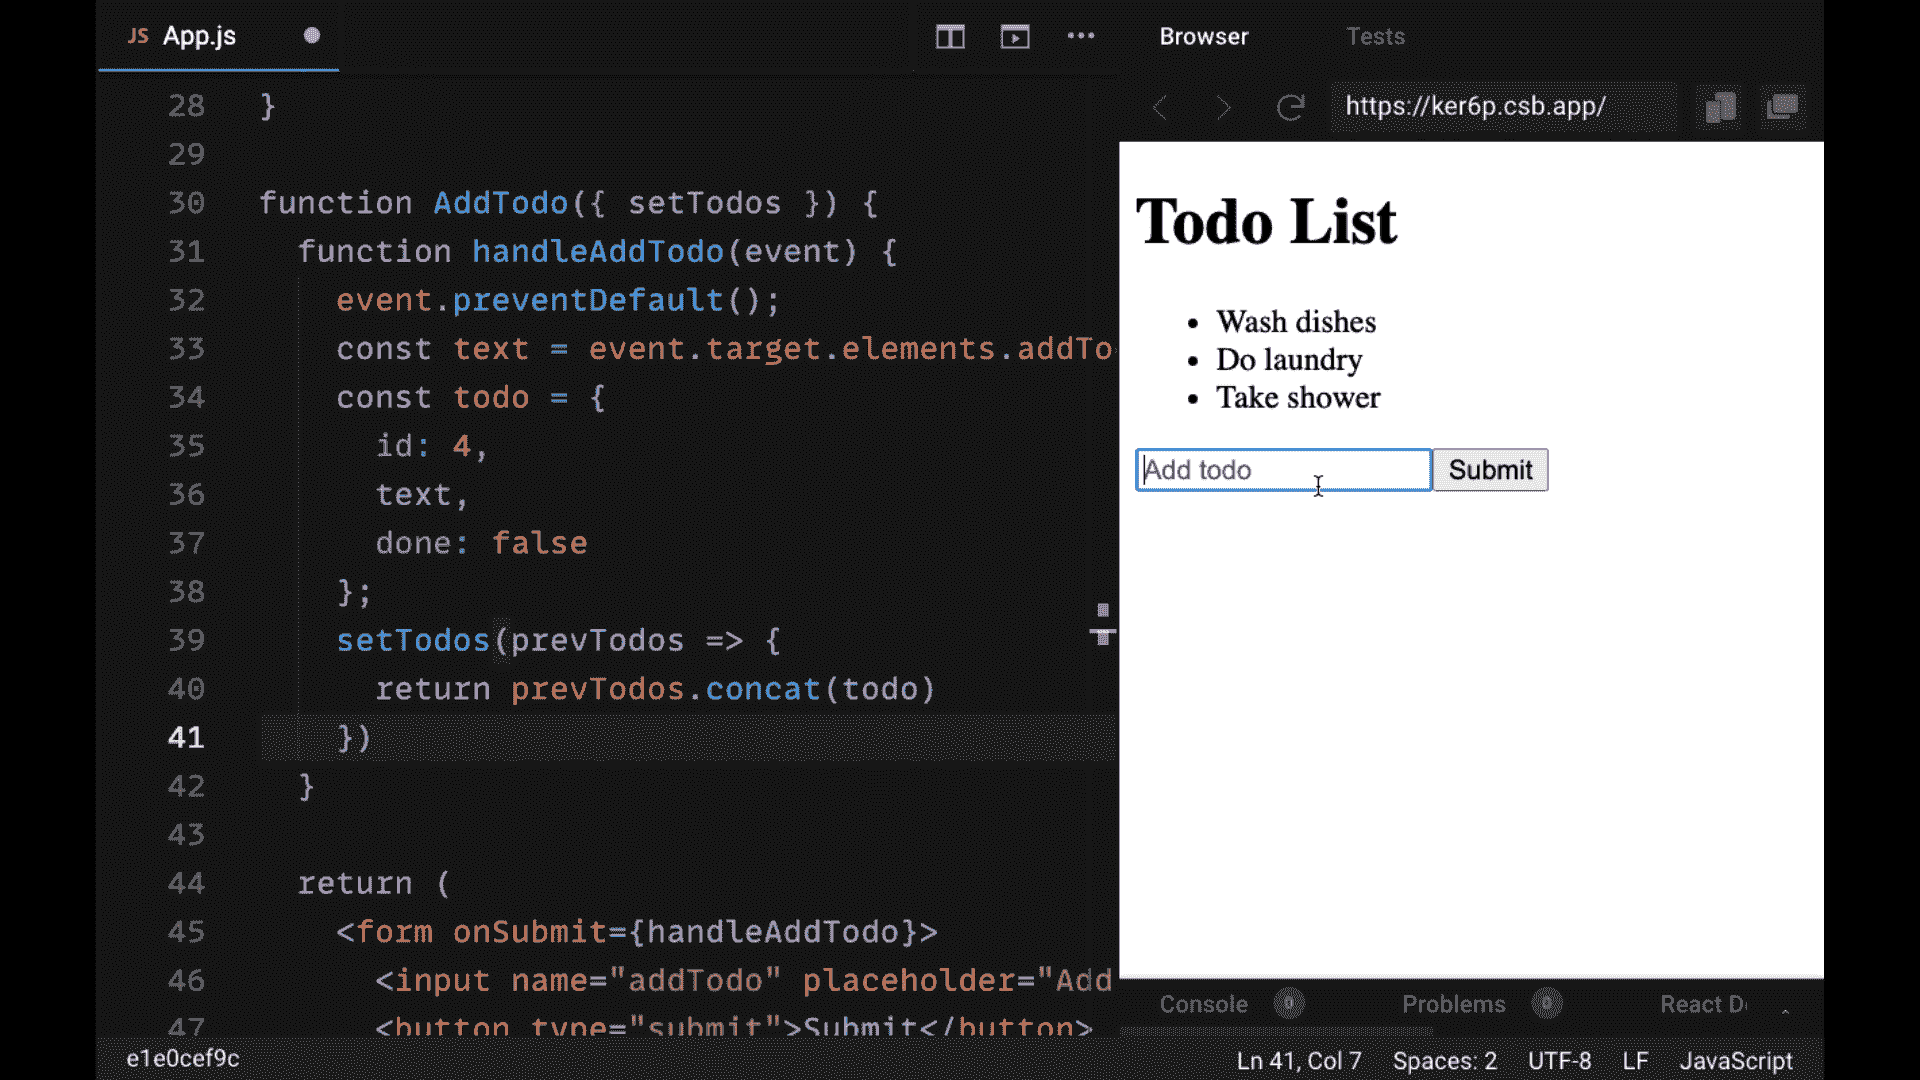 JS App.js
28 }
29
30 function AddTodo({ setTodos }) {
31 function handleAddTodo(event) {
32 event.preventDefault();
33 const text = event.target.elements.addTo
34 const todo = {
35 id: 4,
36 text,
37 done: false
38 };
39 setTodos(prevTodos => {
40 return prevTodos.concat(todo)
41 })
42 }
43
44 return (
45 <form onSubmit={handleAddTodo}>
46 <input name="addTodo" placeholder="Add
47 <button type="submit">Submit</button>
Browser Tests
https://ker6p.csb.app/
Todo List
• Wash dishes
• Do laundry
• Take shower
Add todo Submit
Console 0 Problems 0 React D
e1e0cef9c Ln 41, Col 7 Spaces: 2 UTF-8 LF JavaScript